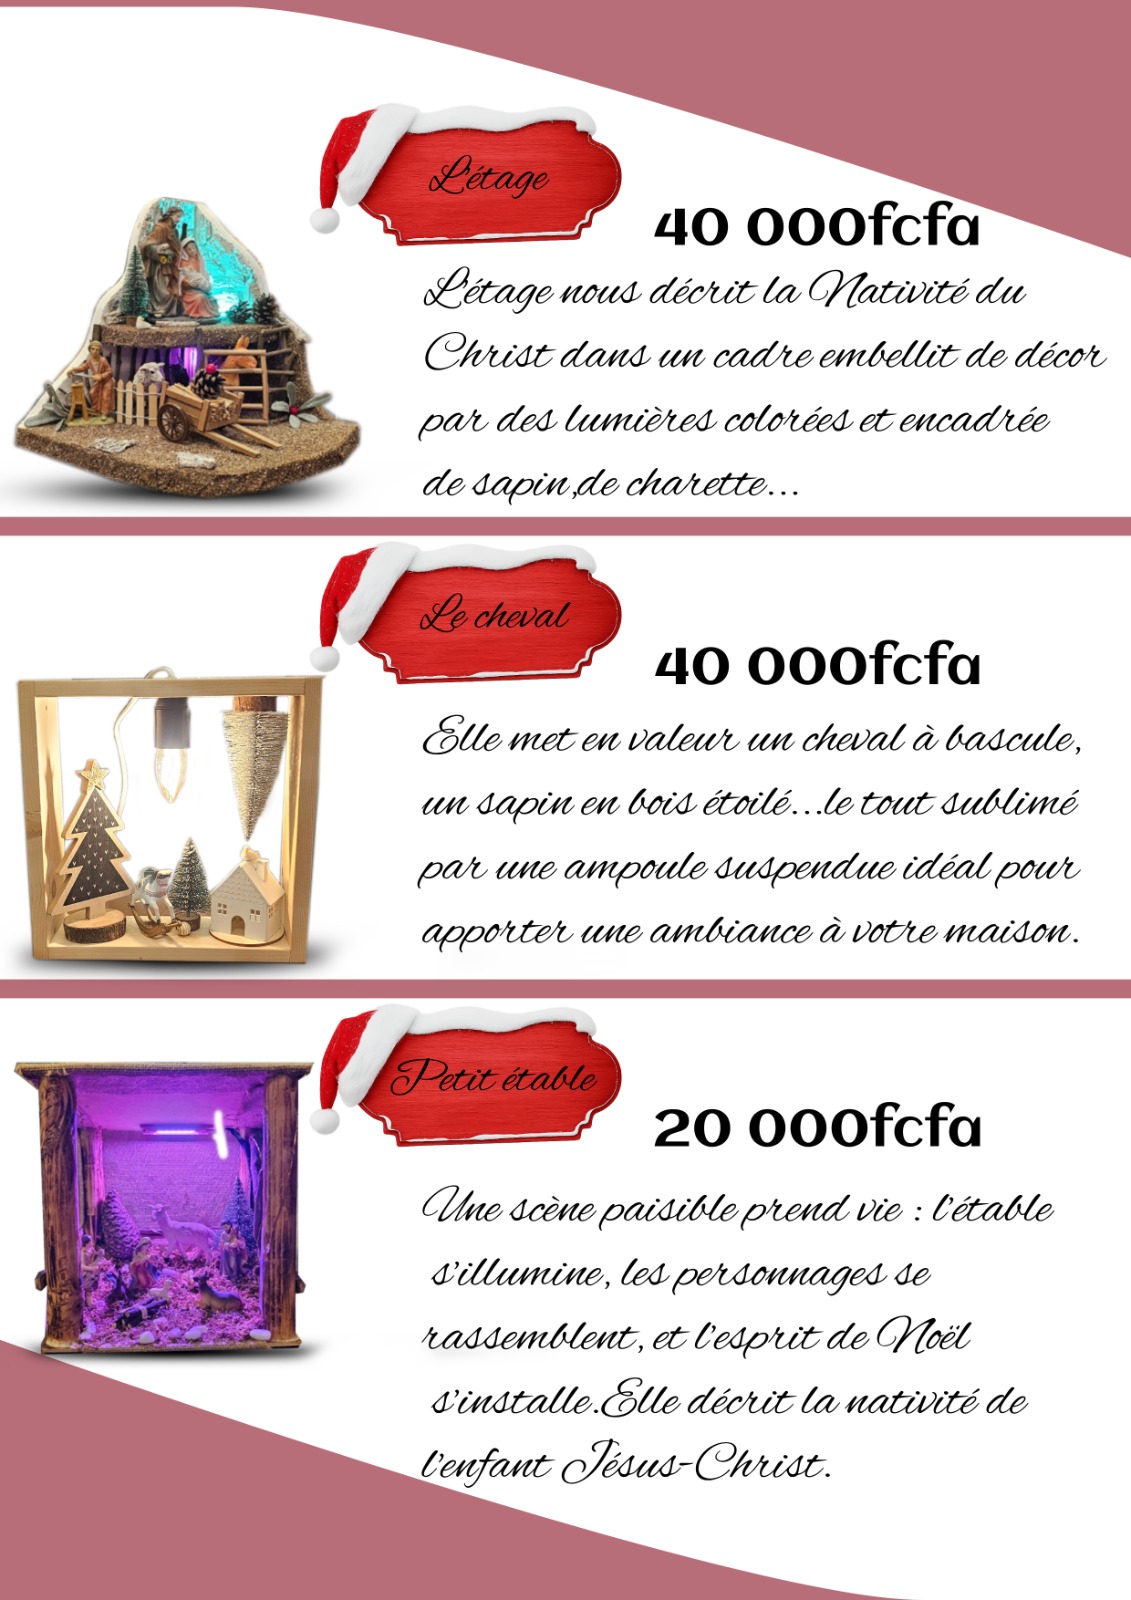 L'étage
40 000fcfa
L'étage nous décrit la Nativité du
Christ dans un cadre embellit de décor
par des lumières colorées et encadrée
de sapin,de charette...
Le cheval
40 000fcfa
Elle met en valeur un cheval à bascule,
un sapin en bois étoilé...le tout sublimé
par une ampoule suspendue idéal pour
apporter une ambiance à votre maison.
Petit étable
20 000fcfa
Une scène paisible prend vie : l'étable
s'illumine, les personnages se
rassemblent, et l'esprit de Noël
s'installe.Elle décrit la nativité de
l'enfant Jésus-Christ.